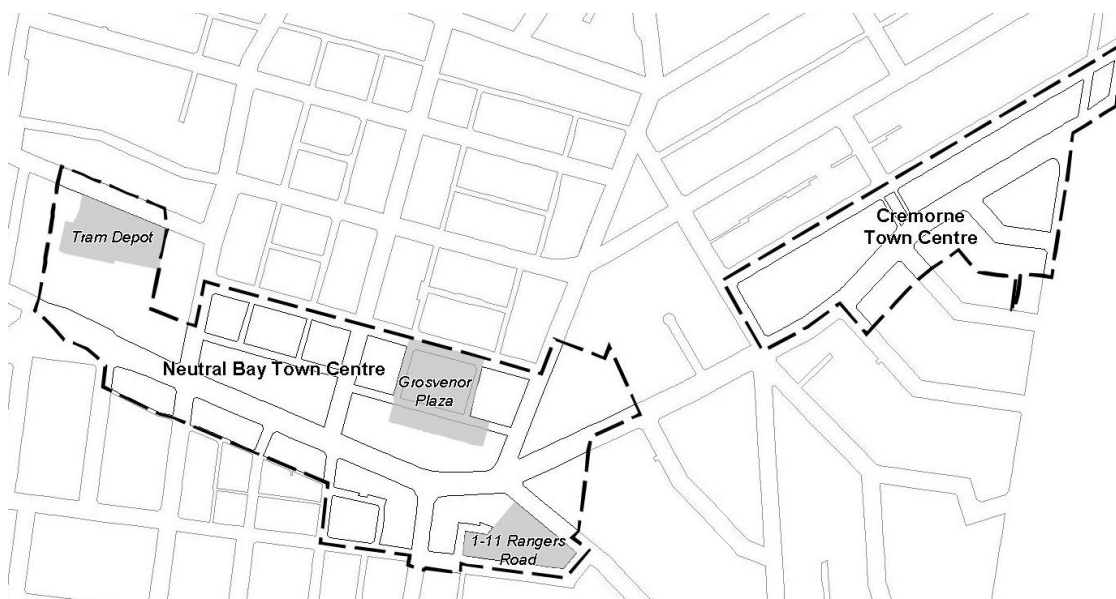 Tram Depot
Cremorne
Town Centre
Neutral Bay Town Centre
Grosvenor
Plaza
1-11 Rangers
Road